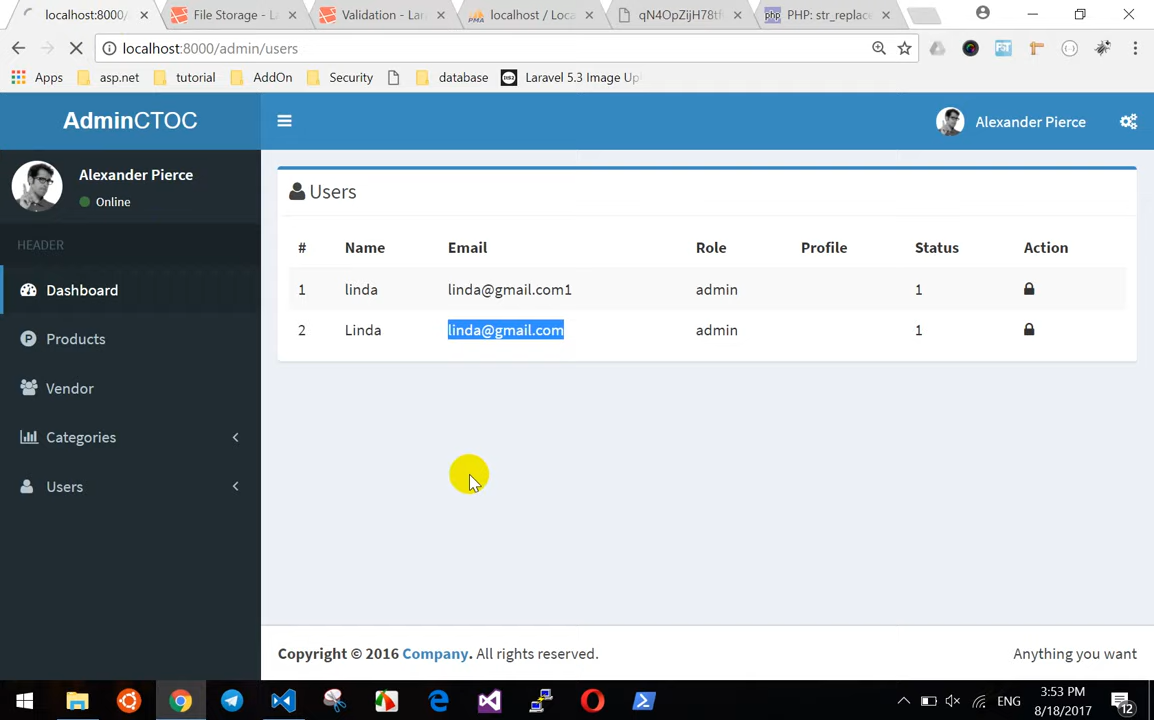 localhost:8000/
File Storage - L
Validation - Lar
localhost / Loca
qN4OpZijH78tf
PHP: str_replace
localhost:8000/admin/users
Apps
asp.net
tutorial
AddOn
Security
database
Laravel 5.3 Image Up
AdminCTOC
Alexander Pierce
Alexander Pierce
Online
HEADER
Dashboard
Products
Vendor
Categories
Users
Users
# Name Email Role Profile Status Action
1 linda linda@gmail.com1 admin 1
2 Linda linda@gmail.com admin 1
Copyright © 2016 Company. All rights reserved.
Anything you want
ENG
3:53 PM
8/18/2017
12